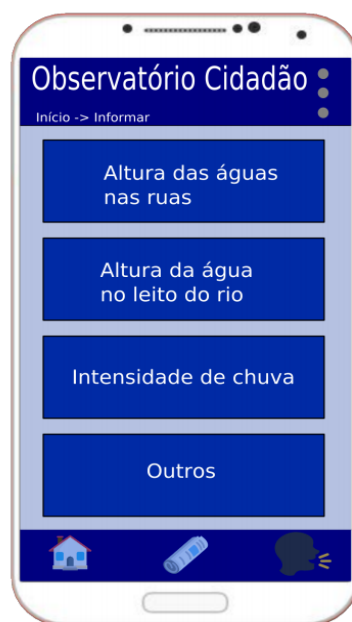 Observatório Cidadão
Início -> Informar
Altura das águas
nas ruas
Altura da água
no leito do rio
Intensidade de chuva
Outros